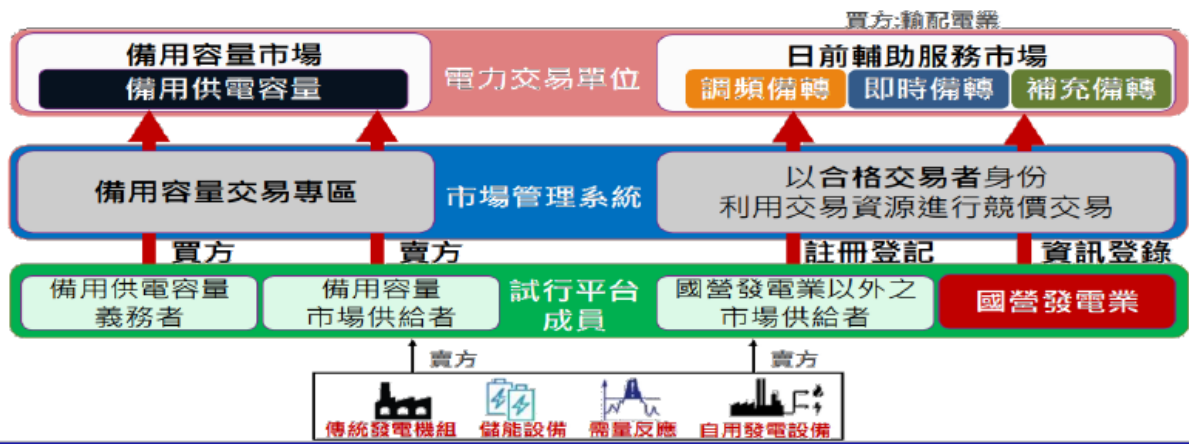 買方:輸配電業
備用容量市場
備用供電容量
電力交易單位
日前輔助服務市場
調頻備轉
即時備轉
補充備轉
備用容量交易專區
市場管理系統
以合格交易者身份
利用交易資源進行競價交易
買方
賣方
註冊登記
資訊登錄
備用供電容量
義務者
備用容量
市場供給者
試行平台
成員
國營發電業以外之
市場供給者
國營發電業
賣方
賣方
傳統發電機組
儲能設備
需量反應
自用發電設備